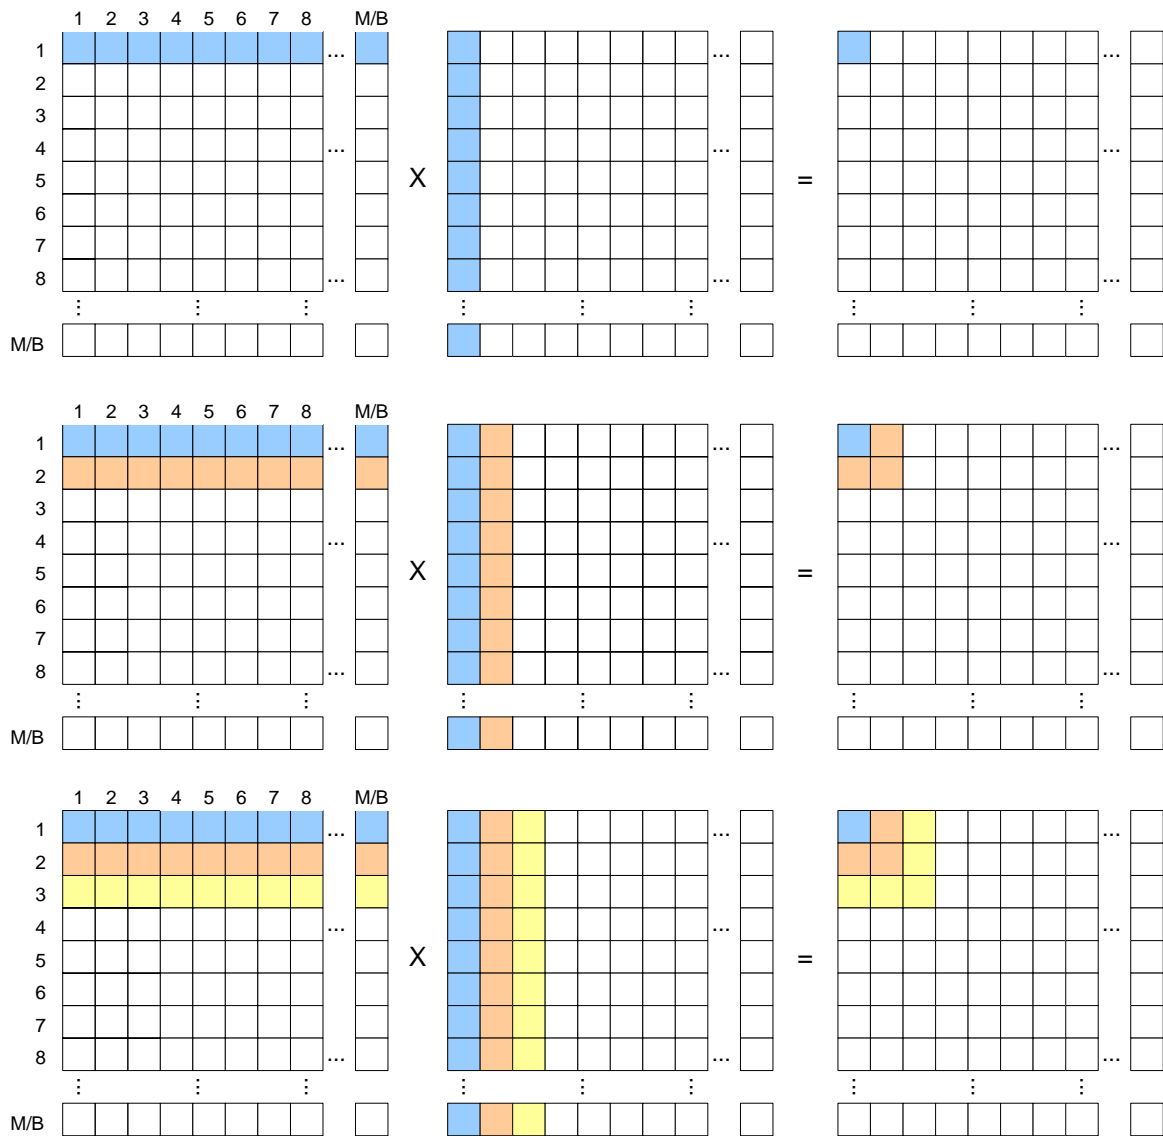 1 2 3 4 5 6 7 8 M/B
1 ... ... ...
2
3
4 ... ... ...
5 X =
6
7
8 ... ... ...
⋮ ⋮ ⋮ ⋮ ⋮ ⋮ ⋮ ⋮ ⋮
M/B
1 2 3 4 5 6 7 8 M/B
1 ... ... ...
2
3
4 ... ... ...
5 X =
6
7
8 ... ... ...
⋮ ⋮ ⋮ ⋮ ⋮ ⋮ ⋮ ⋮ ⋮
M/B
1 2 3 4 5 6 7 8 M/B
1 ... ... ...
2
3
4 ... ... ...
5 X =
6
7
8 ... ... ...
⋮ ⋮ ⋮ ⋮ ⋮ ⋮ ⋮ ⋮ ⋮
M/B